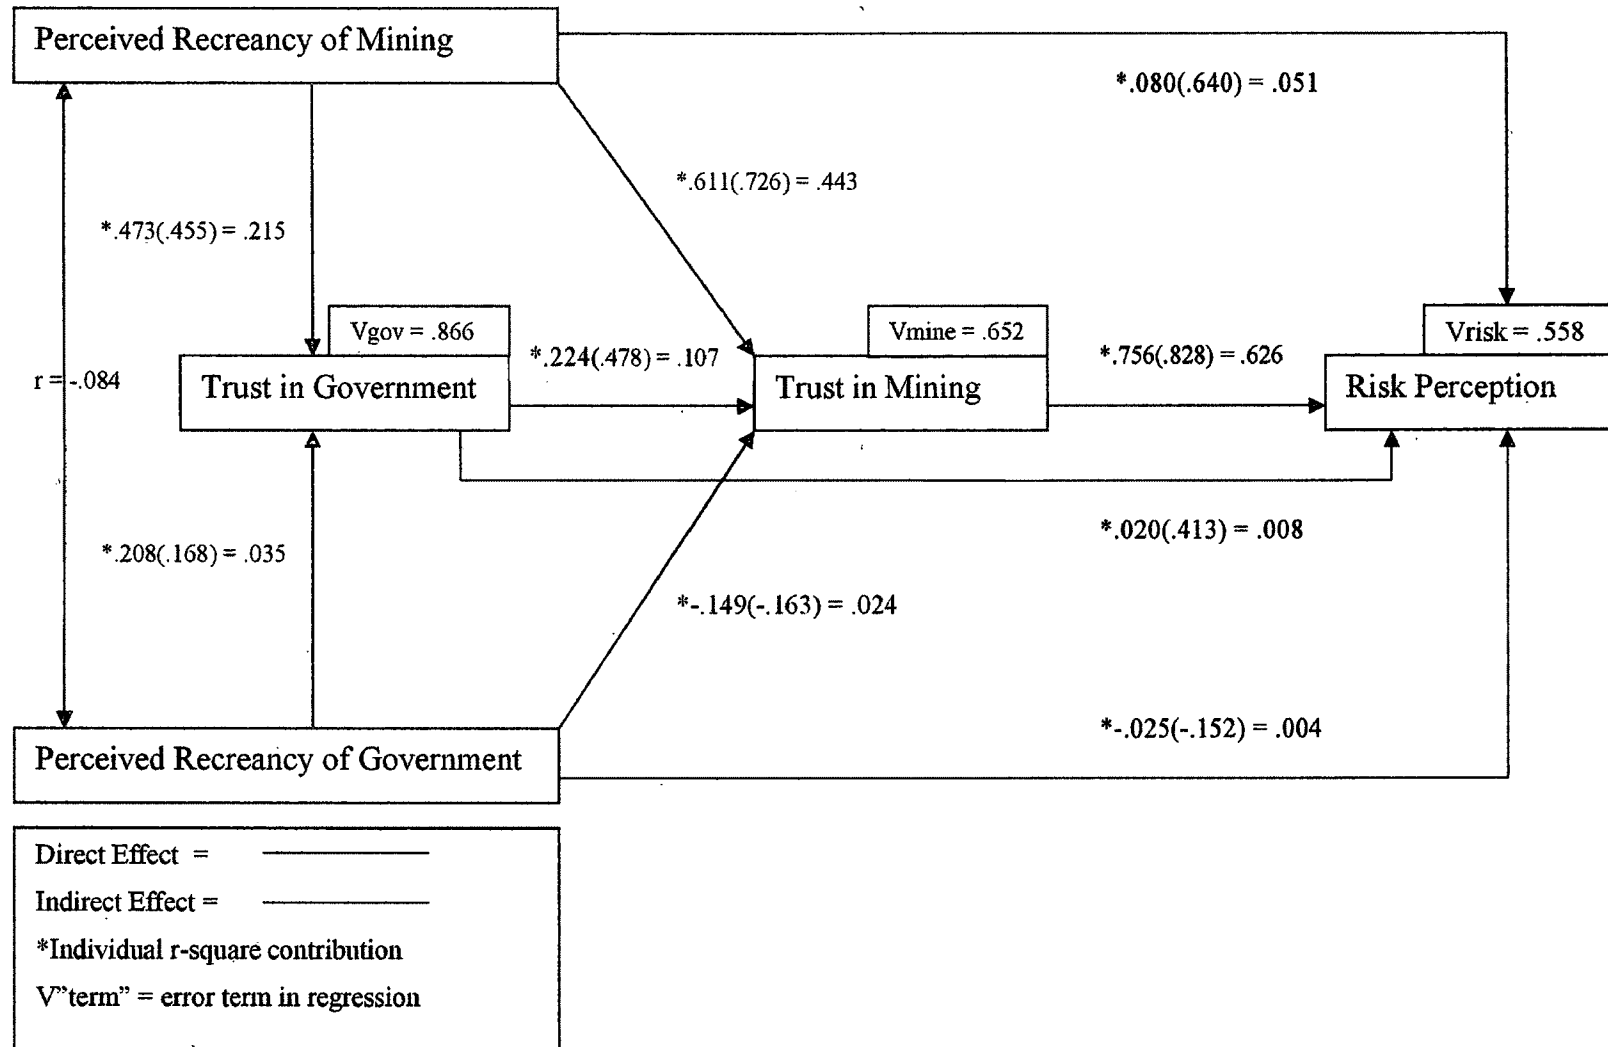 Perceived Recreancy of Mining
*.080(.640) = .051
*.611(.726) = .443
*.473(.455) = .215
Vgov = .866
Vmine = .652
Vrisk = .558
*.224(.478) = .107
*.756(.828) = .626
r = -.084
Trust in Government
Trust in Mining
Risk Perception
*.020(.413) = .008
*.208(.168) = .035
*-.149(-.163) = .024
*-.025(-.152) = .004
Perceived Recreancy of Government
Direct Effect =
Indirect Effect =
*Individual r-square contribution
V”term” = error term in regression